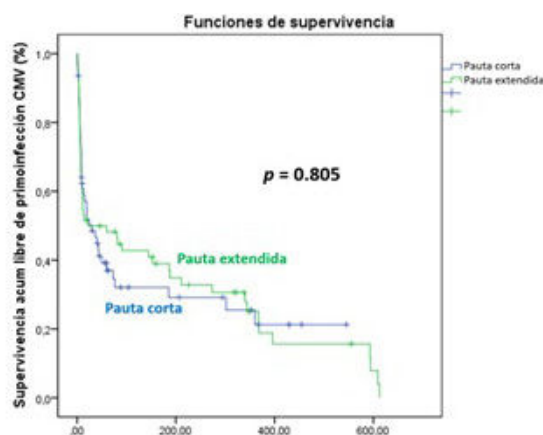 Funciones de supervivencia
Supervivencia acum libre de primoinfección CMV (%)
1,0
0,8
0,6
0,4
0,2
0,0
,00
200,00
400,00
600,00
p = 0.805
Pauta extendida
Pauta corta
Pauta corta
Pauta extendida